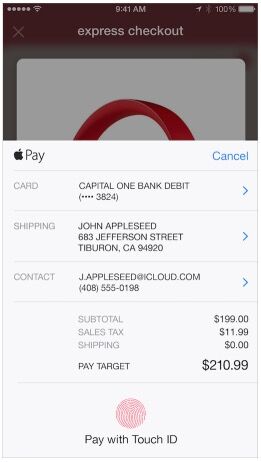 9:41 AM 100%
express checkout
Pay Cancel
CARD CAPITAL ONE BANK DEBIT
(•••• 3824)
SHIPPING JOHN APPLESEED
683 JEFFERSON STREET
TIBURON, CA 94920
CONTACT J.APPLESEED@ICLOUD.COM
(408) 555-0198
SUBTOTAL $199.00
SALES TAX $11.99
SHIPPING $0.00
PAY TARGET $210.99
Pay with Touch ID